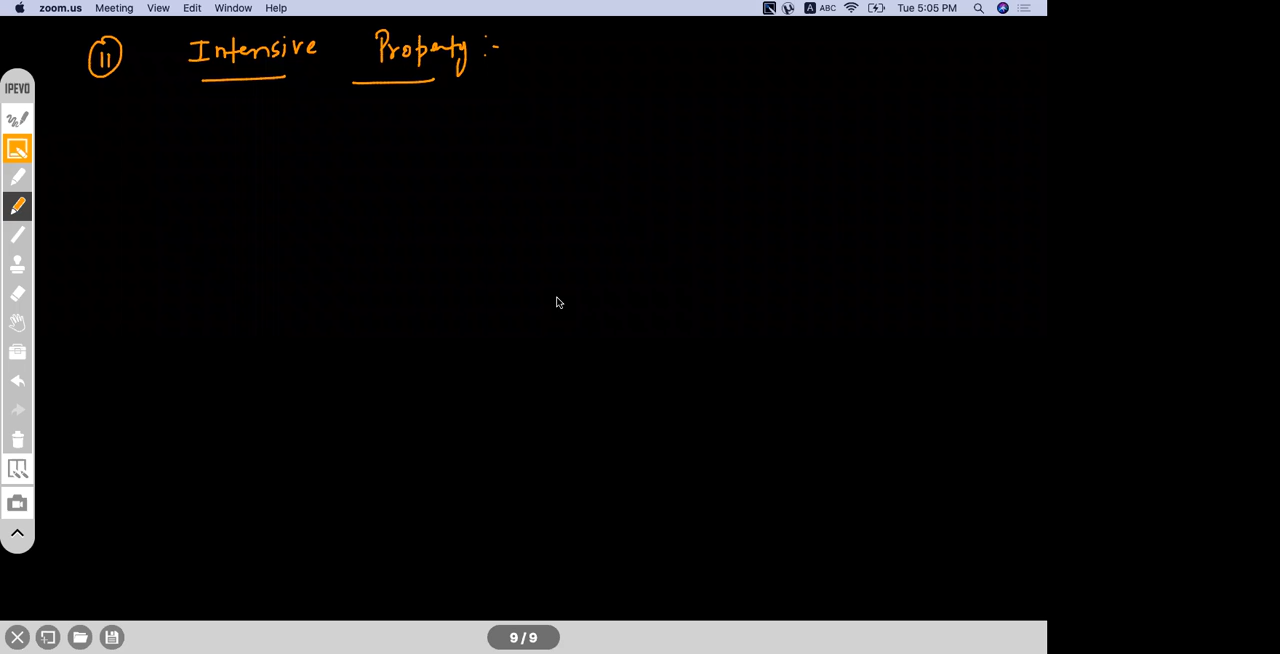 zoom.us Meeting View Edit Window Help A ABC Tue 5:05 PM
(ii) Intensive Property :-
IPEVO
9 / 9